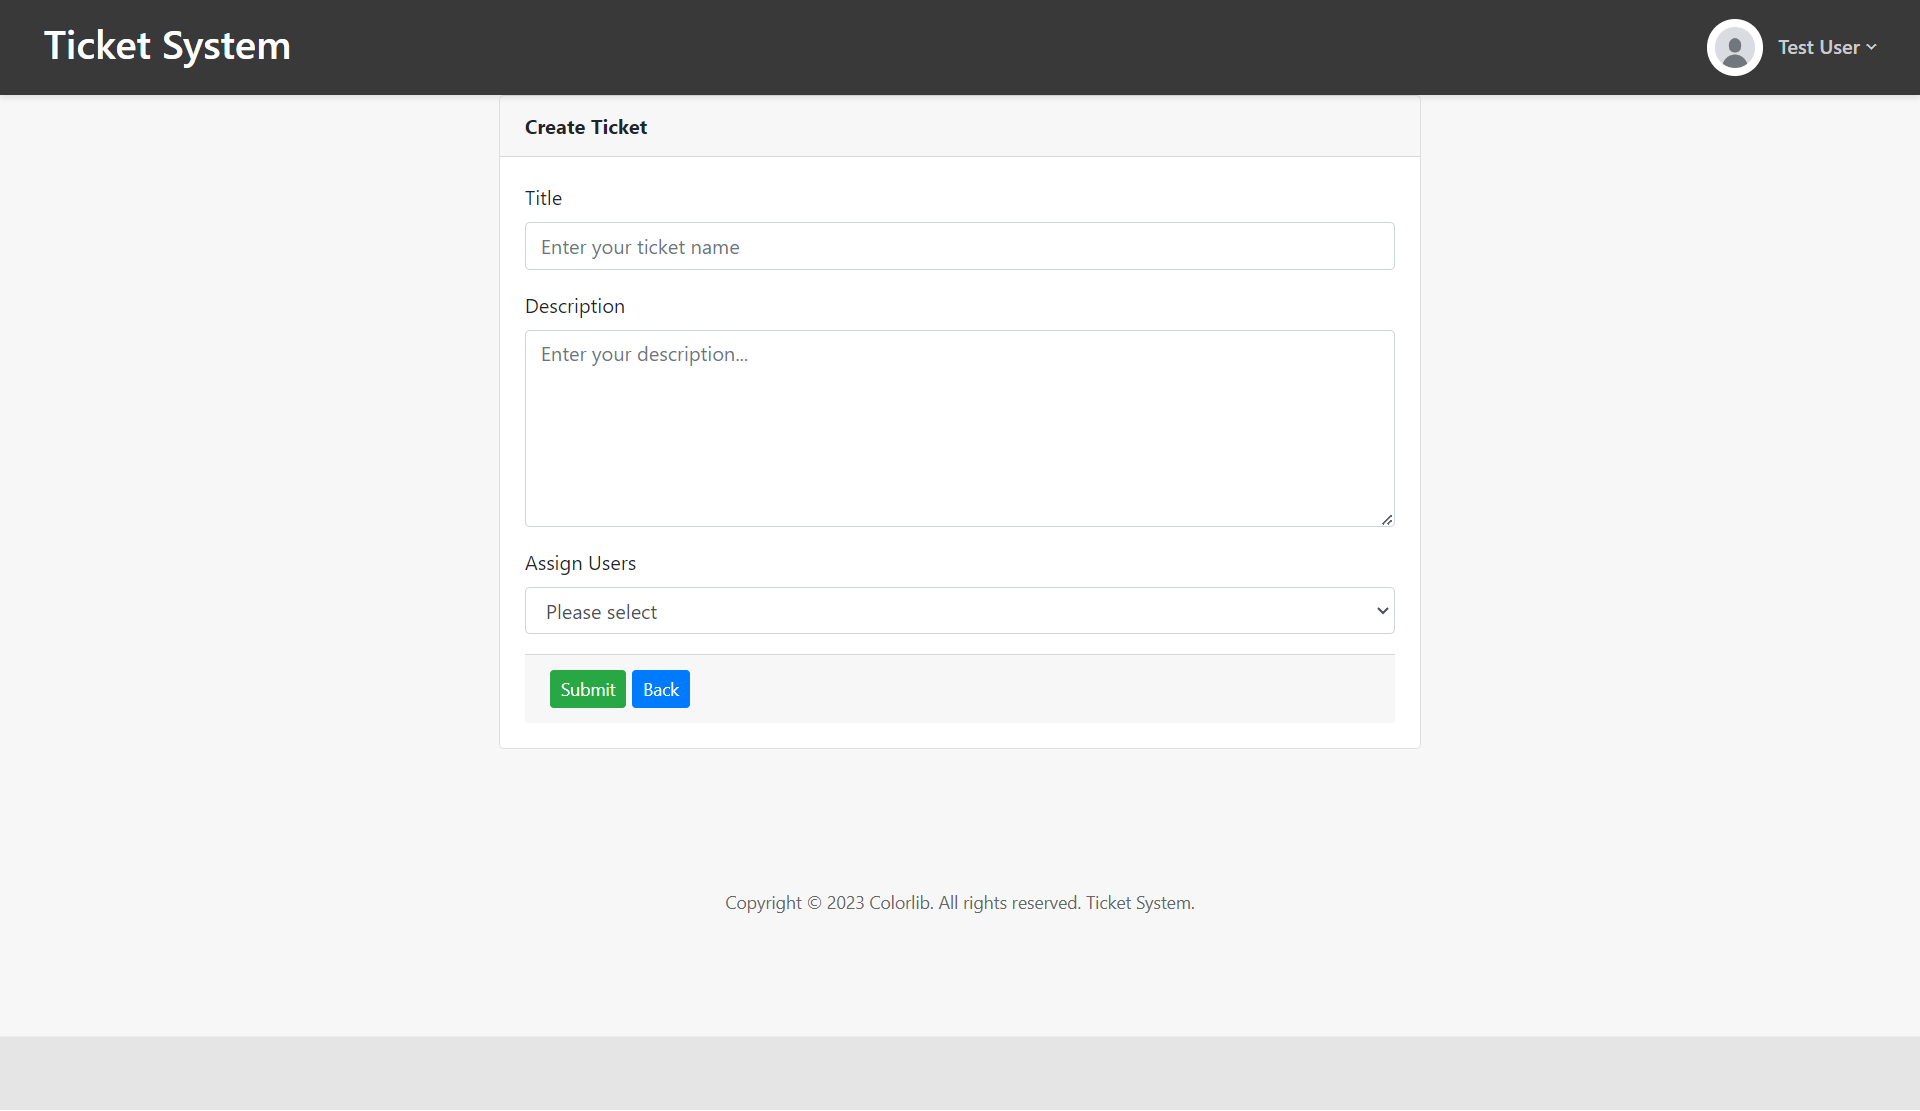 Ticket System
Test User
Create Ticket
Title
Enter your ticket name
Description
Enter your description...
Assign Users
Please select
Submit Back
Copyright © 2023 Colorlib. All rights reserved. Ticket System.